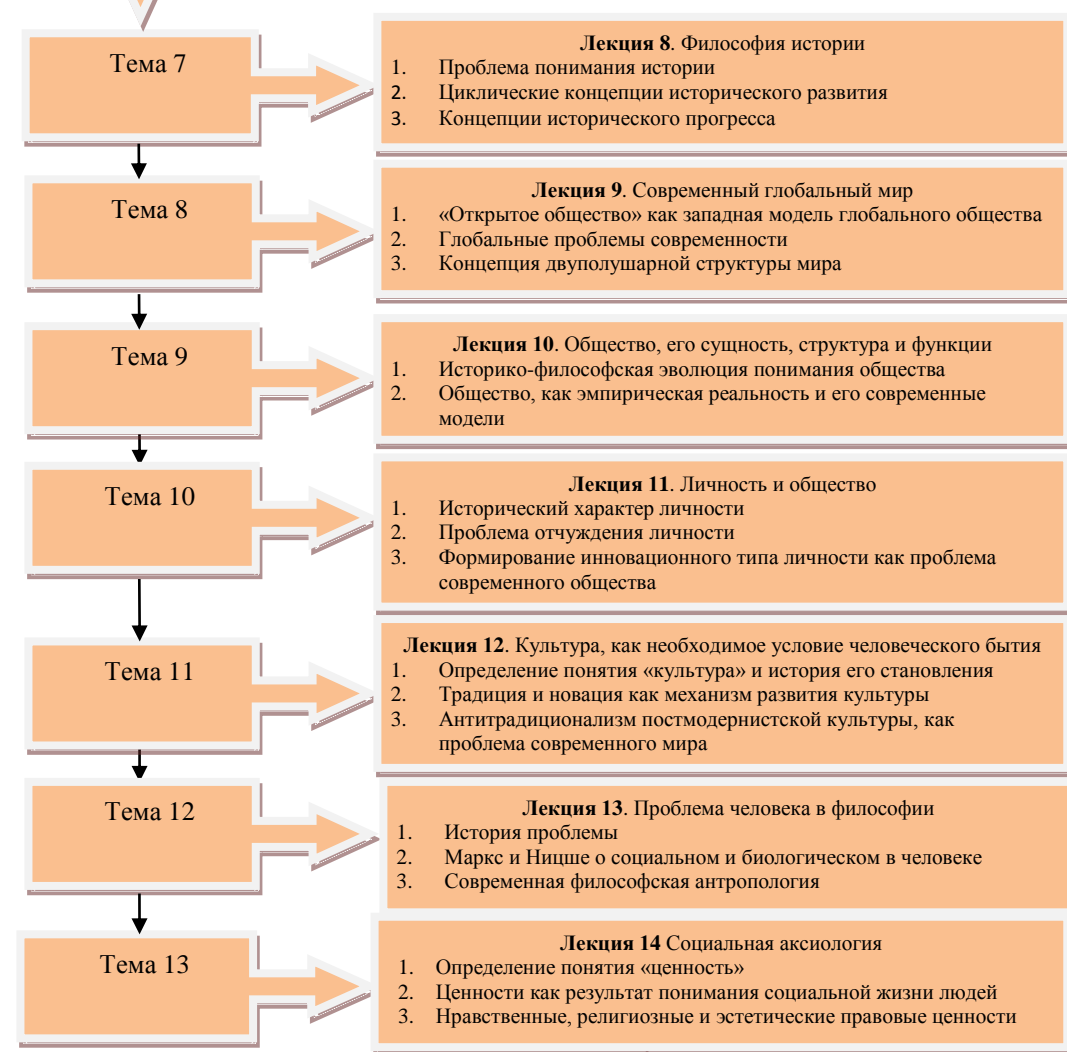 Тема 7
Лекция 8. Философия истории
1. Проблема понимания истории
2. Циклические концепции исторического развития
3. Концепции исторического прогресса
Тема 8
Лекция 9. Современный глобальный мир
1. «Открытое общество» как западная модель глобального общества
2. Глобальные проблемы современности
3. Концепция двуполушарной структуры мира
Тема 9
Лекция 10. Общество, его сущность, структура и функции
1. Историко-философская эволюция понимания общества
2. Общество, как эмпирическая реальность и его современные
модели
Тема 10
Лекция 11. Личность и общество
1. Исторический характер личности
2. Проблема отчуждения личности
3. Формирование инновационного типа личности как проблема
современного общества
Тема 11
Лекция 12. Культура, как необходимое условие человеческого бытия
1. Определение понятия «культура» и история его становления
2. Традиция и новация как механизм развития культуры
3. Антитрадиционализм постмодернистской культуры, как
проблема современного мира
Тема 12
Лекция 13. Проблема человека в философии
1. История проблемы
2. Маркс и Ницше о социальном и биологическом в человеке
3. Современная философская антропология
Тема 13
Лекция 14 Социальная аксиология
1. Определение понятия «ценность»
2. Ценности как результат понимания социальной жизни людей
3. Нравственные, религиозные и эстетические правовые ценности